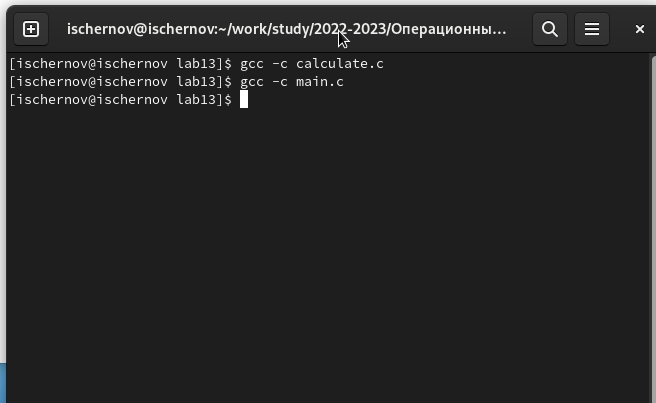 ischernov@ischernov:~/work/study/2022-2023/Операционны...
[ischernov@ischernov lab13]$ gcc -c calculate.c
[ischernov@ischernov lab13]$ gcc -c main.c
[ischernov@ischernov lab13]$